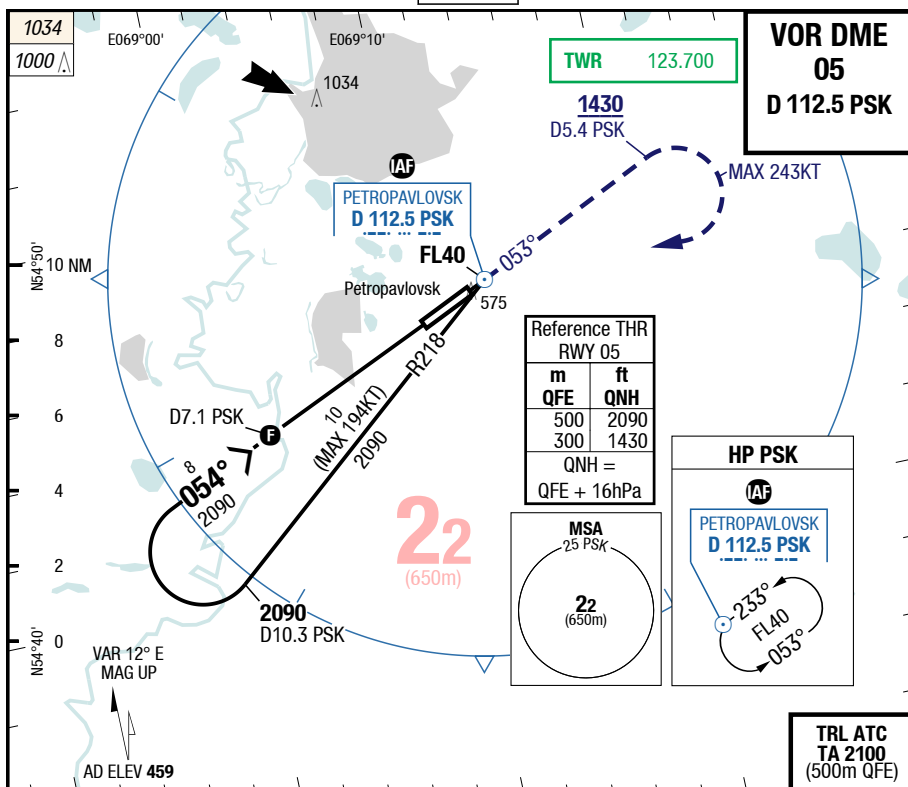 1034
1000
E069°00'
E069°10'
1034
TWR 123.700
VOR DME
05
D 112.5 PSK
1430
D5.4 PSK
MAX 243KT
IAF
PETROPAVLOVSK
D 112.5 PSK
FL40
053°
N54°50'
10 NM
Petropavlovsk
575
8
R218
Reference THR
RWY 05
m ft
QFE QNH
500 2090
300 1430
QNH =
QFE + 16hPa
6
D7.1 PSK
F
10
(MAX 194KT)
2090
8
054°
2090
4
22
(650m)
HP PSK
IAF
PETROPAVLOVSK
D 112.5 PSK
233°
FL40
053°
MSA
25 PSK
22
(650m)
2
2090
D10.3 PSK
N54°40'
0
VAR 12° E
MAG UP
AD ELEV 459
TRL ATC
TA 2100
(500m QFE)